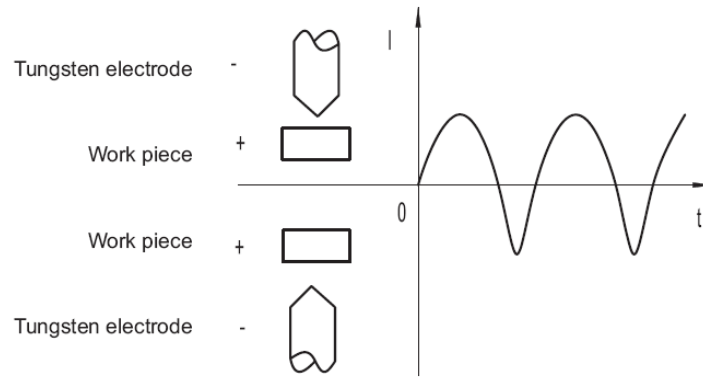 I
Tungsten electrode -
Work piece +
0
t
Work piece +
Tungsten electrode -